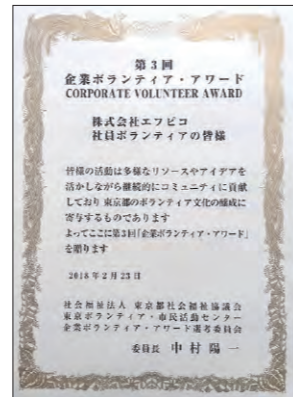 第3回
企業ボランティア・アワード
CORPORATE VOLUNTEER AWARD
株式会社エフピコ
社員ボランティアの皆様
皆様の活動は多様なリソースやアイデアを
活かしながら継続的にコミュニティに貢献
しており東京都のボランティア文化の醸成に
寄与するものであります
よってここに第3回「企業ボランティア・アワード」
を贈ります
2018年2月23日
社会福祉法人 東京都社会福祉協議会
東京ボランティア・市民活動センター
企業ボランティア・アワード選考委員会
委員長 中村陽一